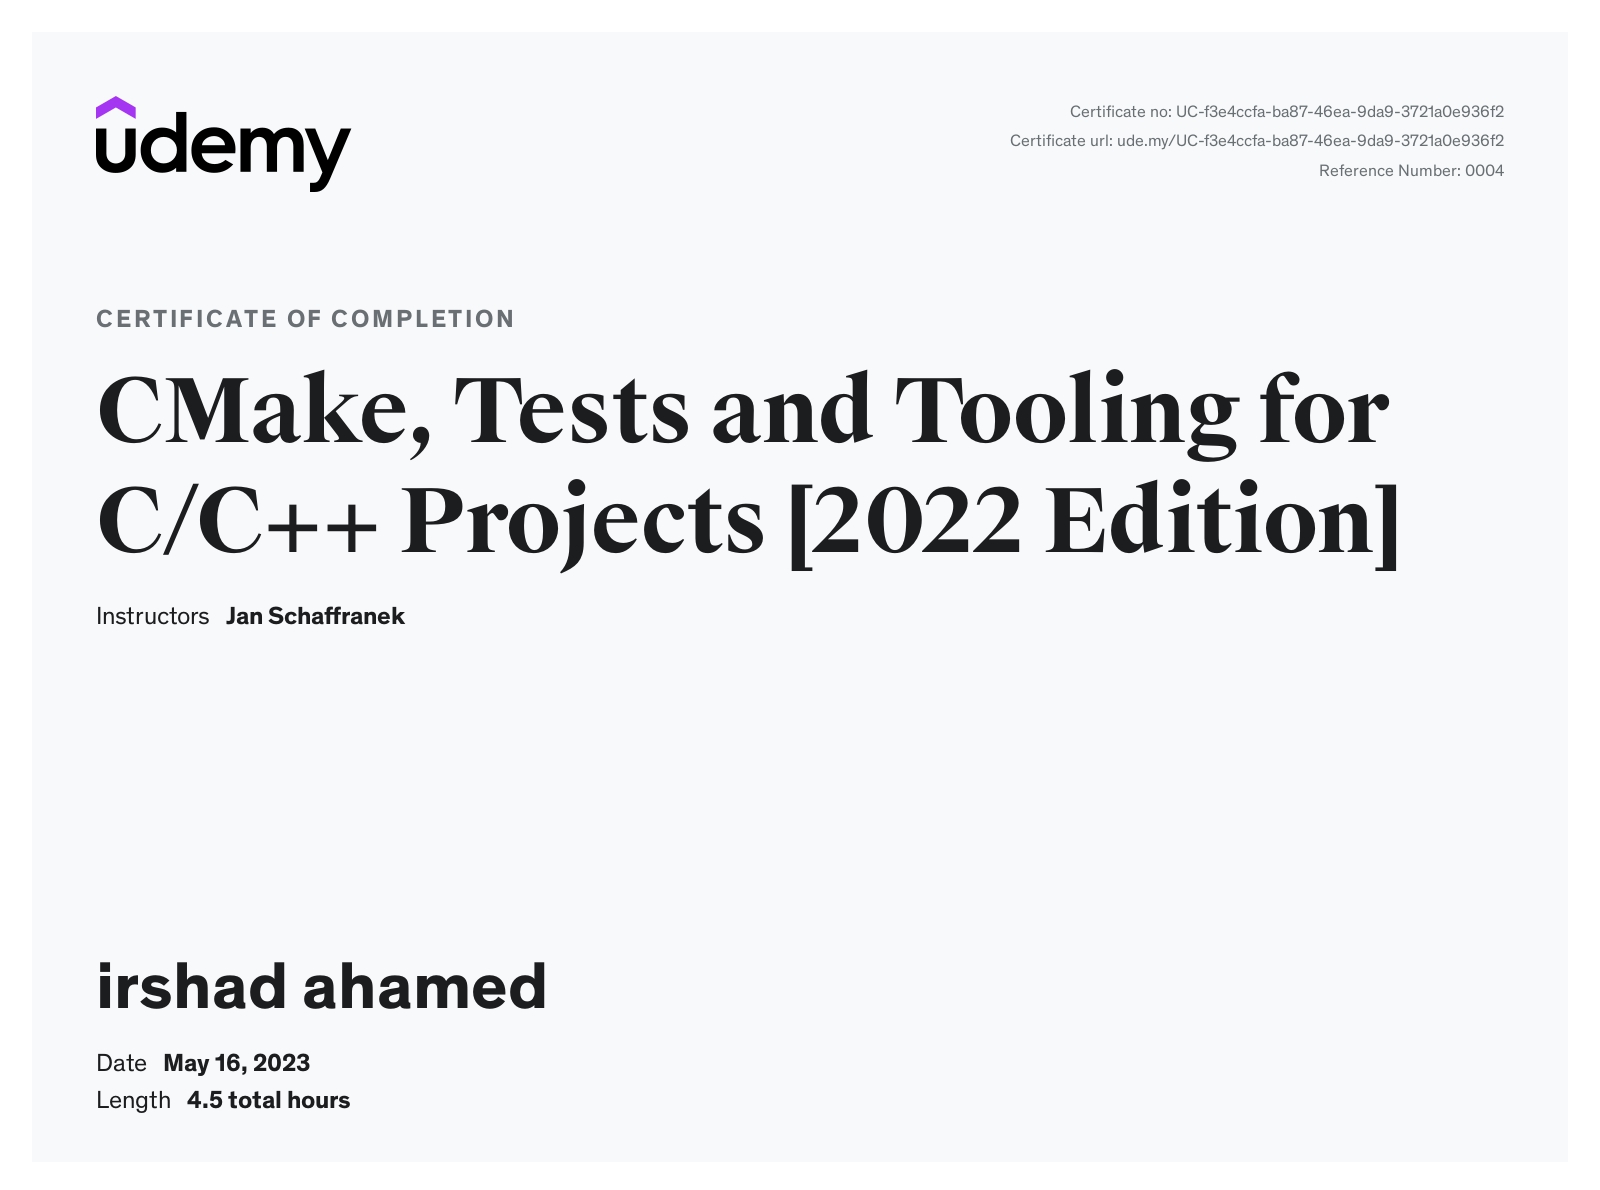 udemy
Certificate no: UC-f3e4ccfa-ba87-46ea-9da9-3721a0e936f2
Certificate url: ude.my/UC-f3e4ccfa-ba87-46ea-9da9-3721a0e936f2
Reference Number: 0004
CERTIFICATE OF COMPLETION
CMake, Tests and Tooling for
C/C++ Projects [2022 Edition]
Instructors Jan Schaffranek
irshad ahamed
Date May 16, 2023
Length 4.5 total hours